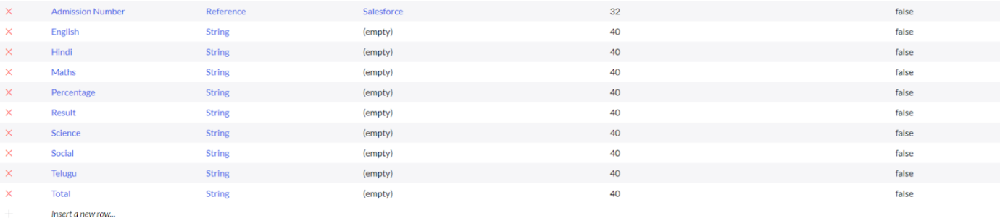 Admission Number Reference Salesforce 32 false
English String (empty) 40 false
Hindi String (empty) 40 false
Maths String (empty) 40 false
Percentage String (empty) 40 false
Result String (empty) 40 false
Science String (empty) 40 false
Social String (empty) 40 false
Telugu String (empty) 40 false
Total String (empty) 40 false
Insert a new row...